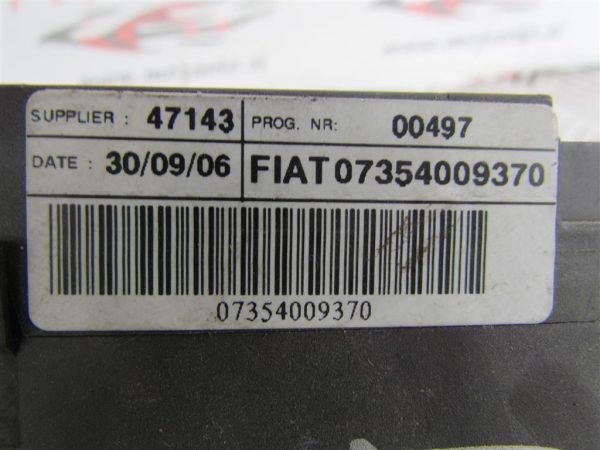 SUPPLIER : 47143 PROG. NR: 00497
DATE : 30/09/06 FIAT 07354009370
07354009370